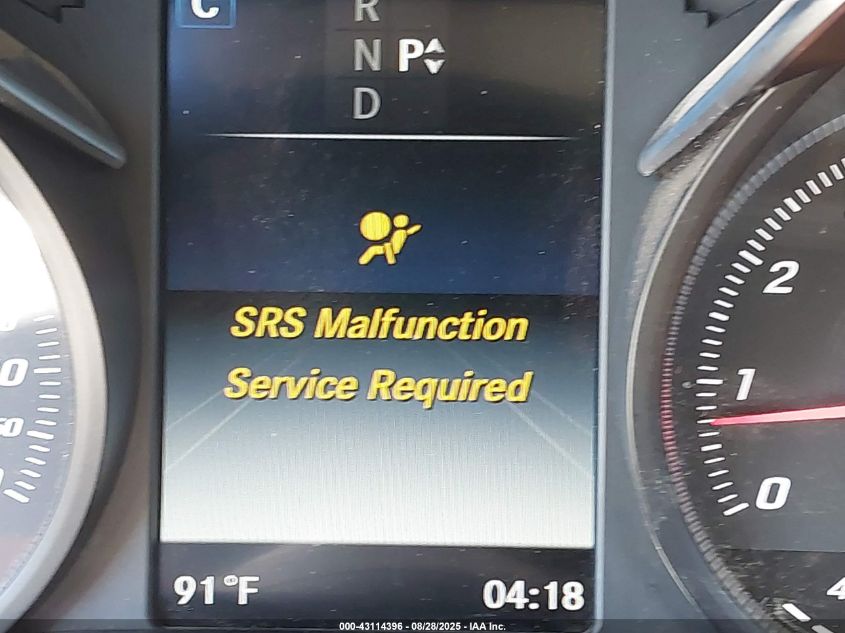 C
R
N P
D
SRS Malfunction
Service Required
91°F
04:18
2
1
0
000-43114396 - 08/28/2025 - IAA Inc.